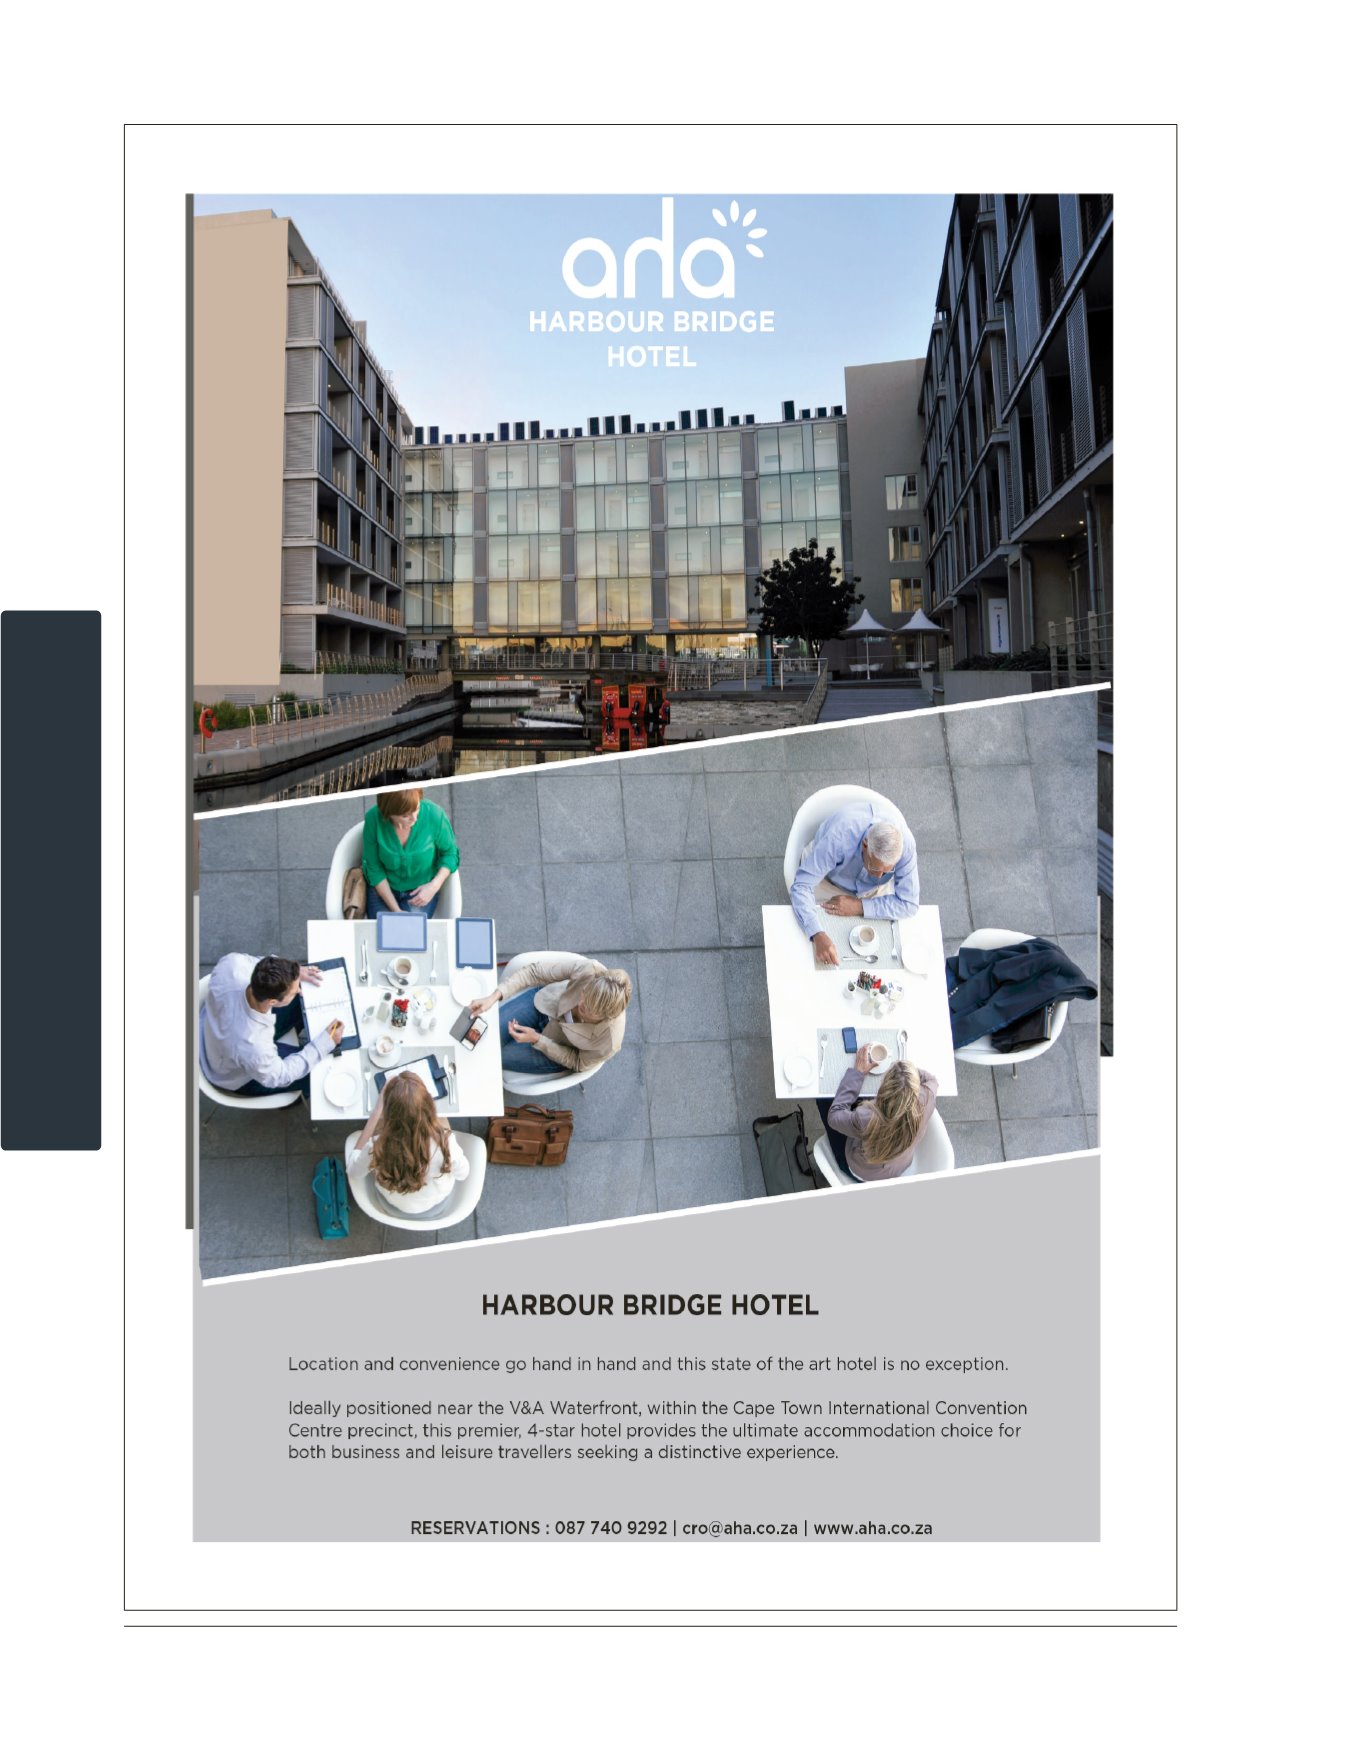 aha
HARBOUR BRIDGE
HOTEL
HARBOUR BRIDGE HOTEL
Location and convenience go hand in hand and this state of the art hotel is no exception.
Ideally positioned near the V&A Waterfront, within the Cape Town International Convention
Centre precinct, this premier, 4-star hotel provides the ultimate accommodation choice for
both business and leisure travellers seeking a distinctive experience.
RESERVATIONS : 087 740 9292 | cro@aha.co.za | www.aha.co.za